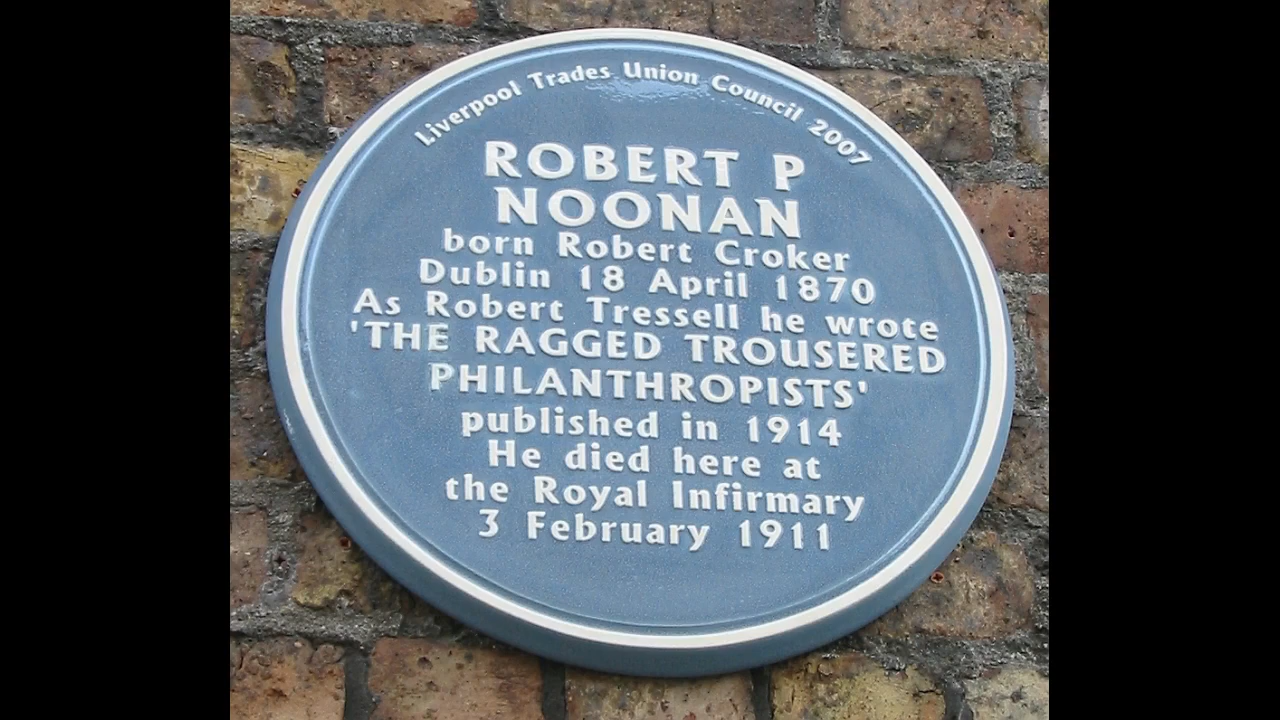 Liverpool Trades Union Council 2007
ROBERT P
NOONAN
born Robert Croker
Dublin 18 April 1870
As Robert Tressell he wrote
'THE RAGGED TROUSERED
PHILANTHROPISTS'
published in 1914
He died here at
the Royal Infirmary
3 February 1911